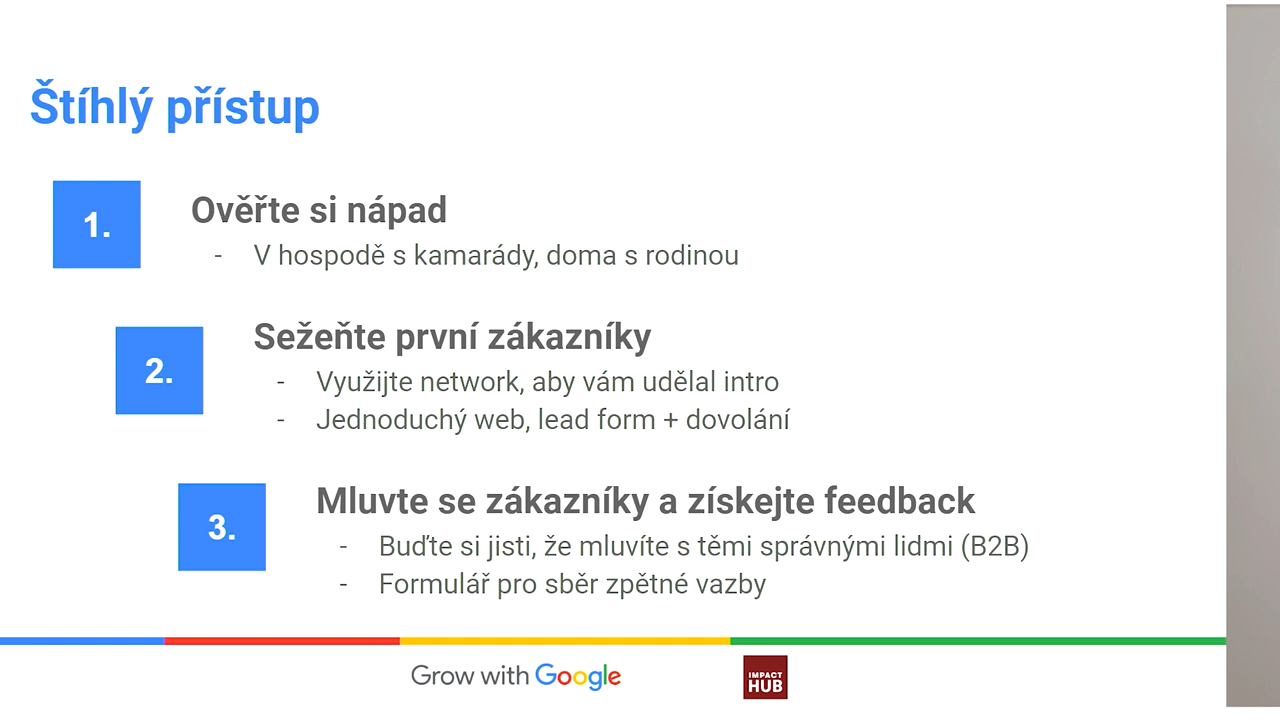 Štíhlý přístup
1.
Ověřte si nápad
- V hospodě s kamarády, doma s rodinou
2.
Sežeňte první zákazníky
- Využijte network, aby vám udělal intro
- Jednoduchý web, lead form + dovolání
3.
Mluvte se zákazníky a získejte feedback
- Buďte si jisti, že mluvíte s těmi správnými lidmi (B2B)
- Formulář pro sběr zpětné vazby
Grow with Google
IMPACT
HUB